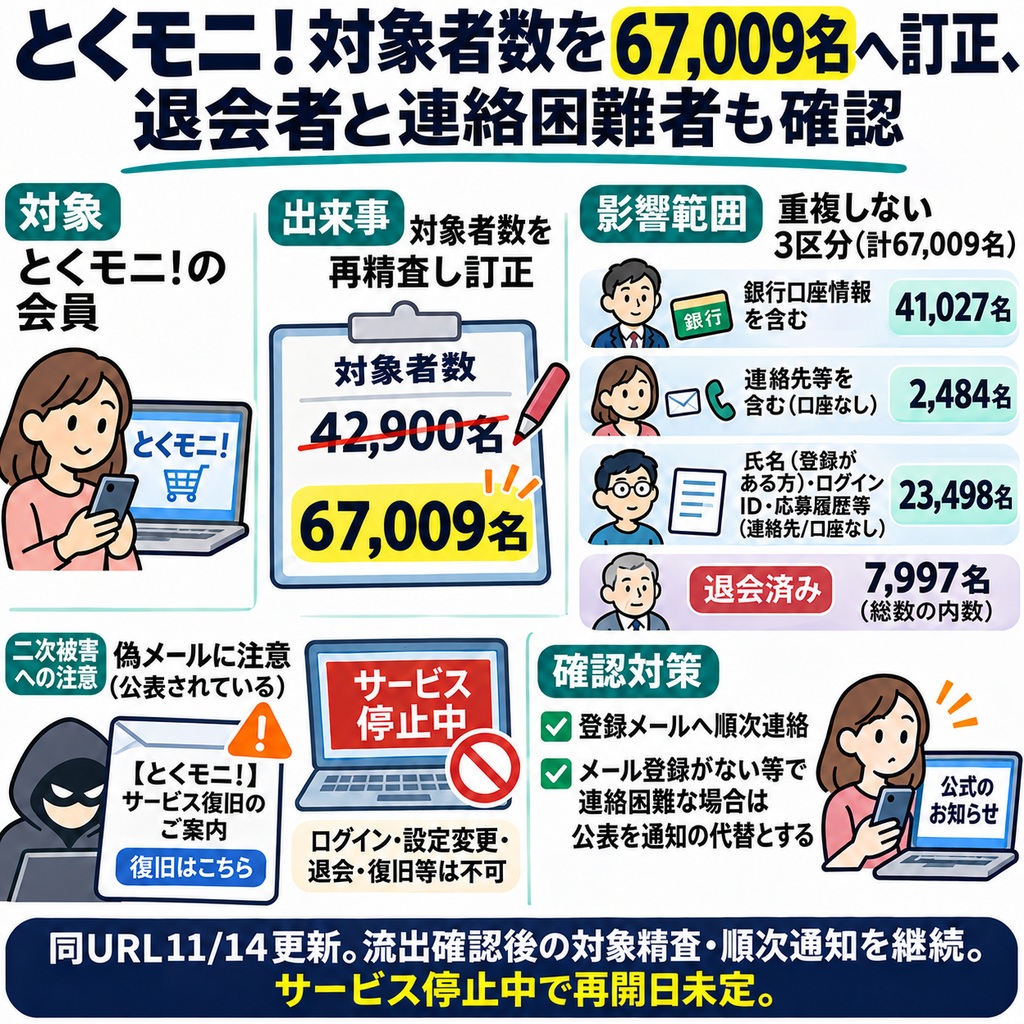 とくモニ!対象者数を67,009名へ訂正、
退会者と連絡困難者も確認
対象
とくモニ!の
会員
とくモニ!
出来事
対象者数を
再精査し訂正
対象者数
42,900名
67,009名
影響範囲
重複しない
3区分(計67,009名)
銀行
銀行口座情報
を含む
41,027名
連絡先等を
含む(口座なし)
2,484名
氏名(登録が
ある方)・ログイン
ID・応募履歴等
(連絡先/口座なし)
23,498名
退会済み
7,997名
(総数の内数)
二次被害
への注意
偽メールに注意
(公表されている)
【とくモニ!】
サービス復旧の
ご案内
復旧はこちら
サービス
停止中
ログイン・設定変更・
退会・復旧等は不可
確認対策
登録メールへ順次連絡
メール登録がない等で
連絡困難な場合は
公表を通知の代替とする
公式の
お知らせ
同URL11/14更新。流出確認後の対象精査・順次通知を継続。
サービス停止中で再開日未定。